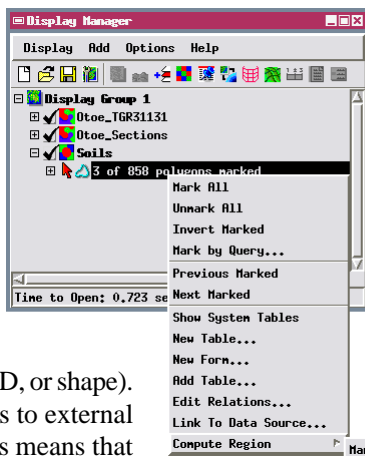 Display Manager
Display Add Options Help
Display Group 1
Otoe_TGR31131
Otoe_Sections
Soils
3 of 858 polygons marked
Mark All
Unmark All
Invert Marked
Mark by Query...
Previous Marked
Next Marked
Time to Open: 0.723 se
Show System Tables
New Table...
New Form...
Add Table...
Edit Relations...
Link To Data Source...
Compute Region
D, or shape).
s to external
s means that